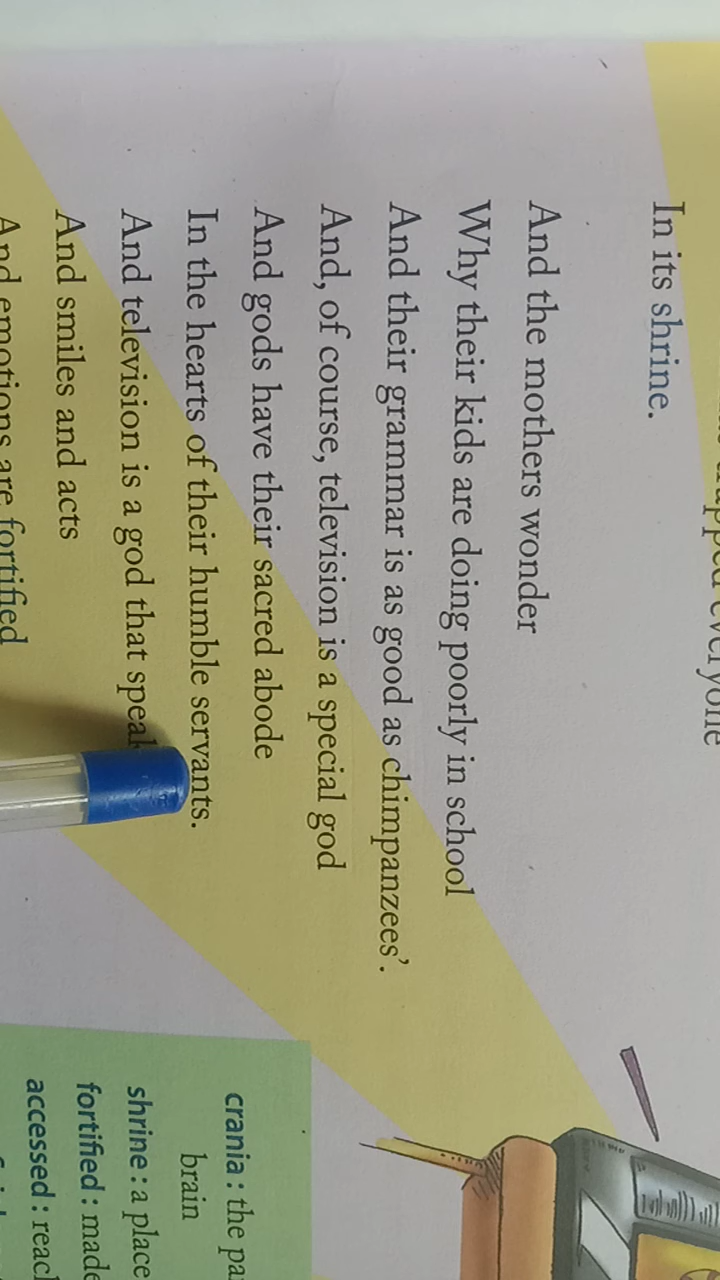 everyone
In its shrine.
And the mothers wonder
Why their kids are doing poorly in school
And their grammar is as good as chimpanzees'.
And, of course, television is a special god
And gods have their sacred abode
In the hearts of their humble servants.
And television is a god that
And smiles and acts
And emotions are fortified
crania : the
brain
shrine : a place
fortified : made
accessed :